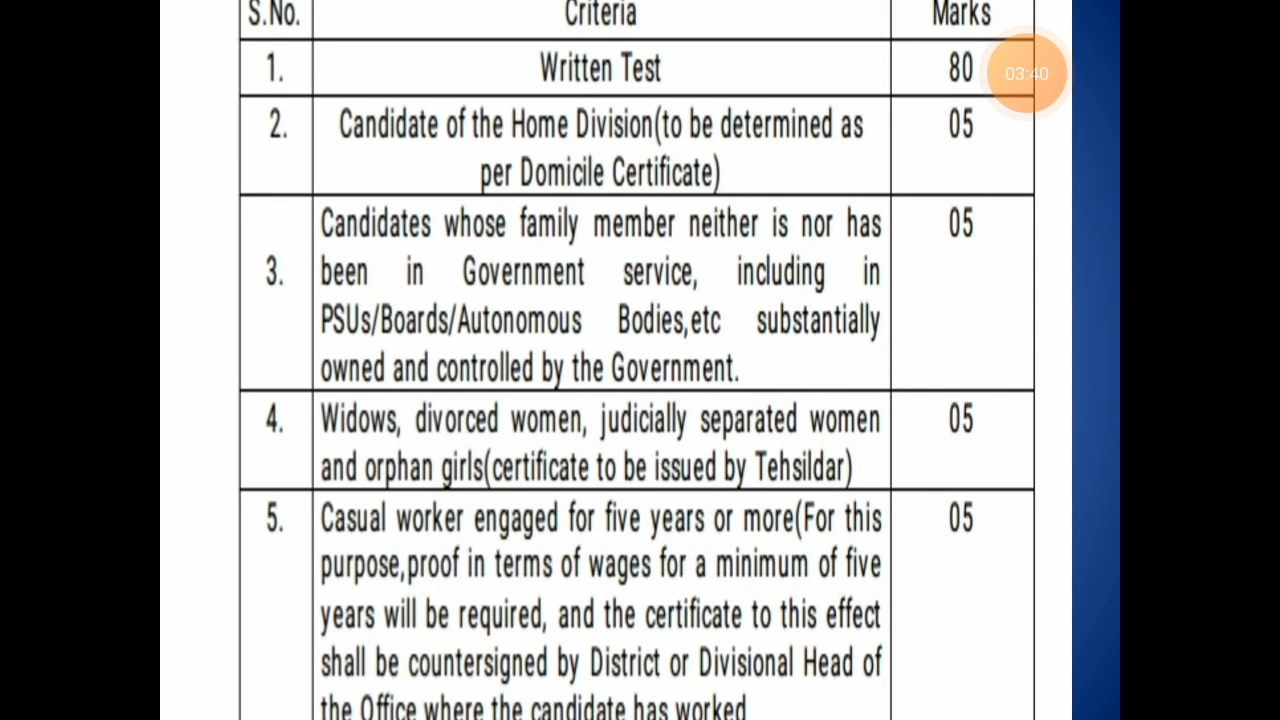 S.No. Criteria Marks
1. Written Test 80
03:40
2. Candidate of the Home Division(to be determined as 05
per Domicile Certificate)
Candidates whose family member neither is nor has 05
3. been in Government service, including in
PSUs/Boards/Autonomous Bodies,etc substantially
owned and controlled by the Government.
4. Widows, divorced women, judicially separated women 05
and orphan girls(certificate to be issued by Tehsildar)
5. Casual worker engaged for five years or more(For this 05
purpose,proof in terms of wages for a minimum of five
years will be required, and the certificate to this effect
shall be countersigned by District or Divisional Head of
the Office where the candidate has worked